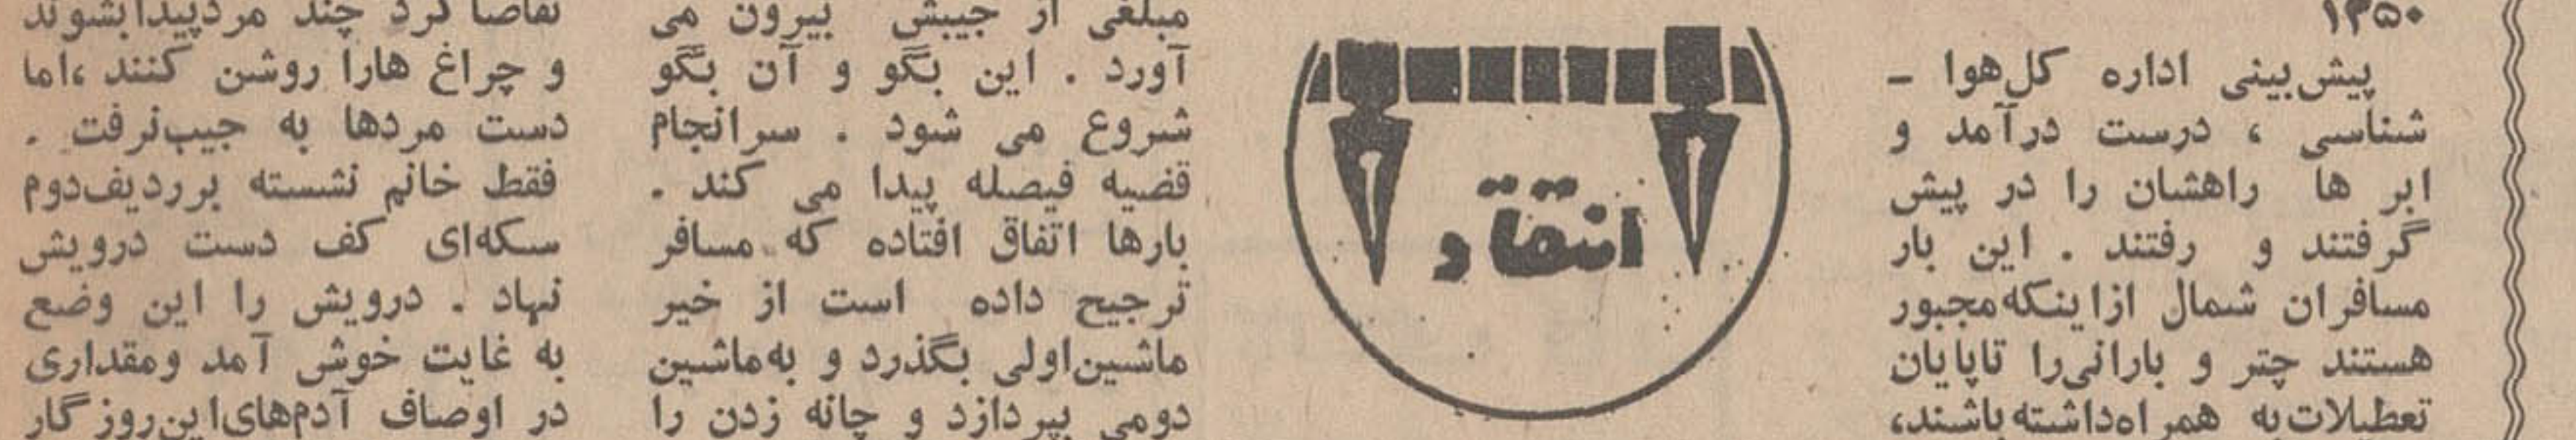 ۱۳۵۰
پیش‌بینی اداره کل‌هوا ـ
شناسی ، درست درآمد و
ابر ها راهشان را در پیش
گرفتند و رفتند . این بار
مسافران شمال ازاینکه‌مجبور
هستند چتر و بارانی‌را تاپایان
تعطیلات‌به همراه‌داشته‌باشند،
انتقاد
مبلغی از جیبش بیرون می
آورد . این بگو و آن بگو
شروع می شود . سرانجام
قضیه فیصله پیدا می کند .
بارها اتفاق افتاده که مسافر
ترجیح داده است از خیر
ماشین‌اولی بگذرد و به‌ماشین
دومی بپردازد و چانه زدن را
تقاضا کرد چند مردپیدابشوند
و چراغ هارا روشن کنند ،اما
دست مردها به جیب‌نرفت .
فقط خانم نشسته برردیف‌دوم
سکه‌ای کف دست درویش
نهاد . درویش را این وضع
به غایت خوش آمد ومقداری
در اوصاف آدم‌های‌این‌روزگار